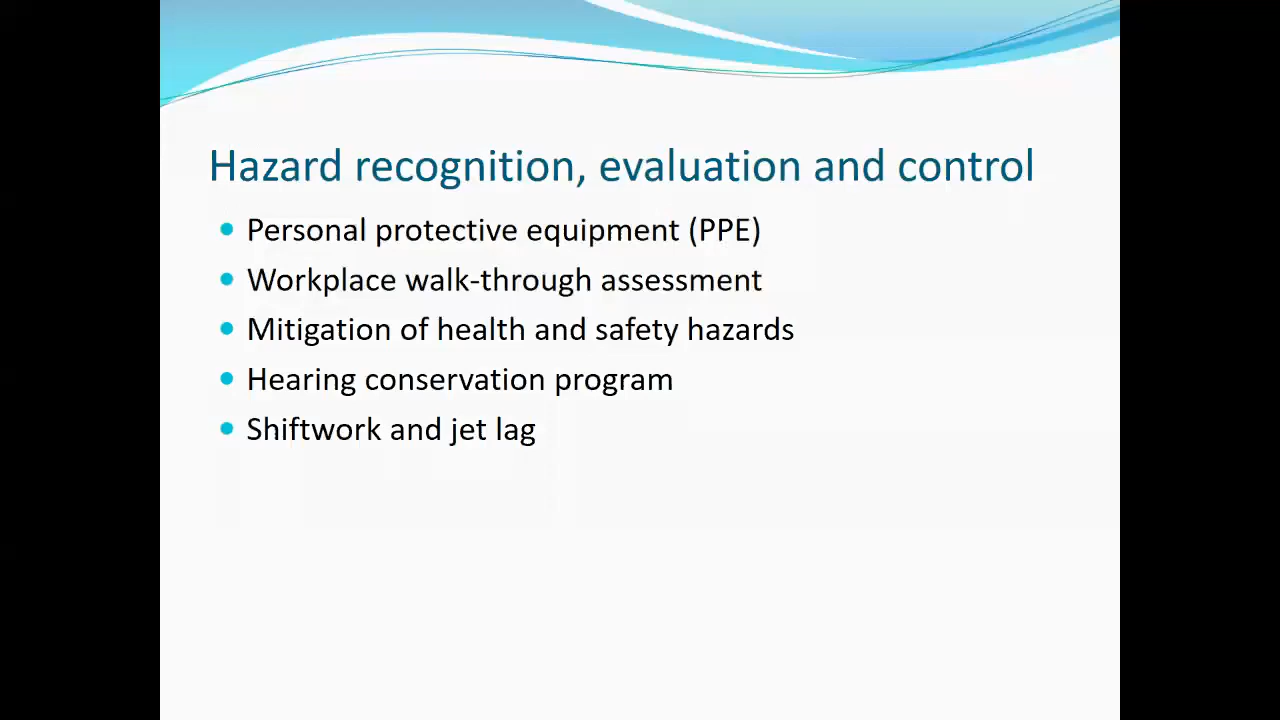 Hazard recognition, evaluation and control
• Personal protective equipment (PPE)
• Workplace walk-through assessment
• Mitigation of health and safety hazards
• Hearing conservation program
• Shiftwork and jet lag